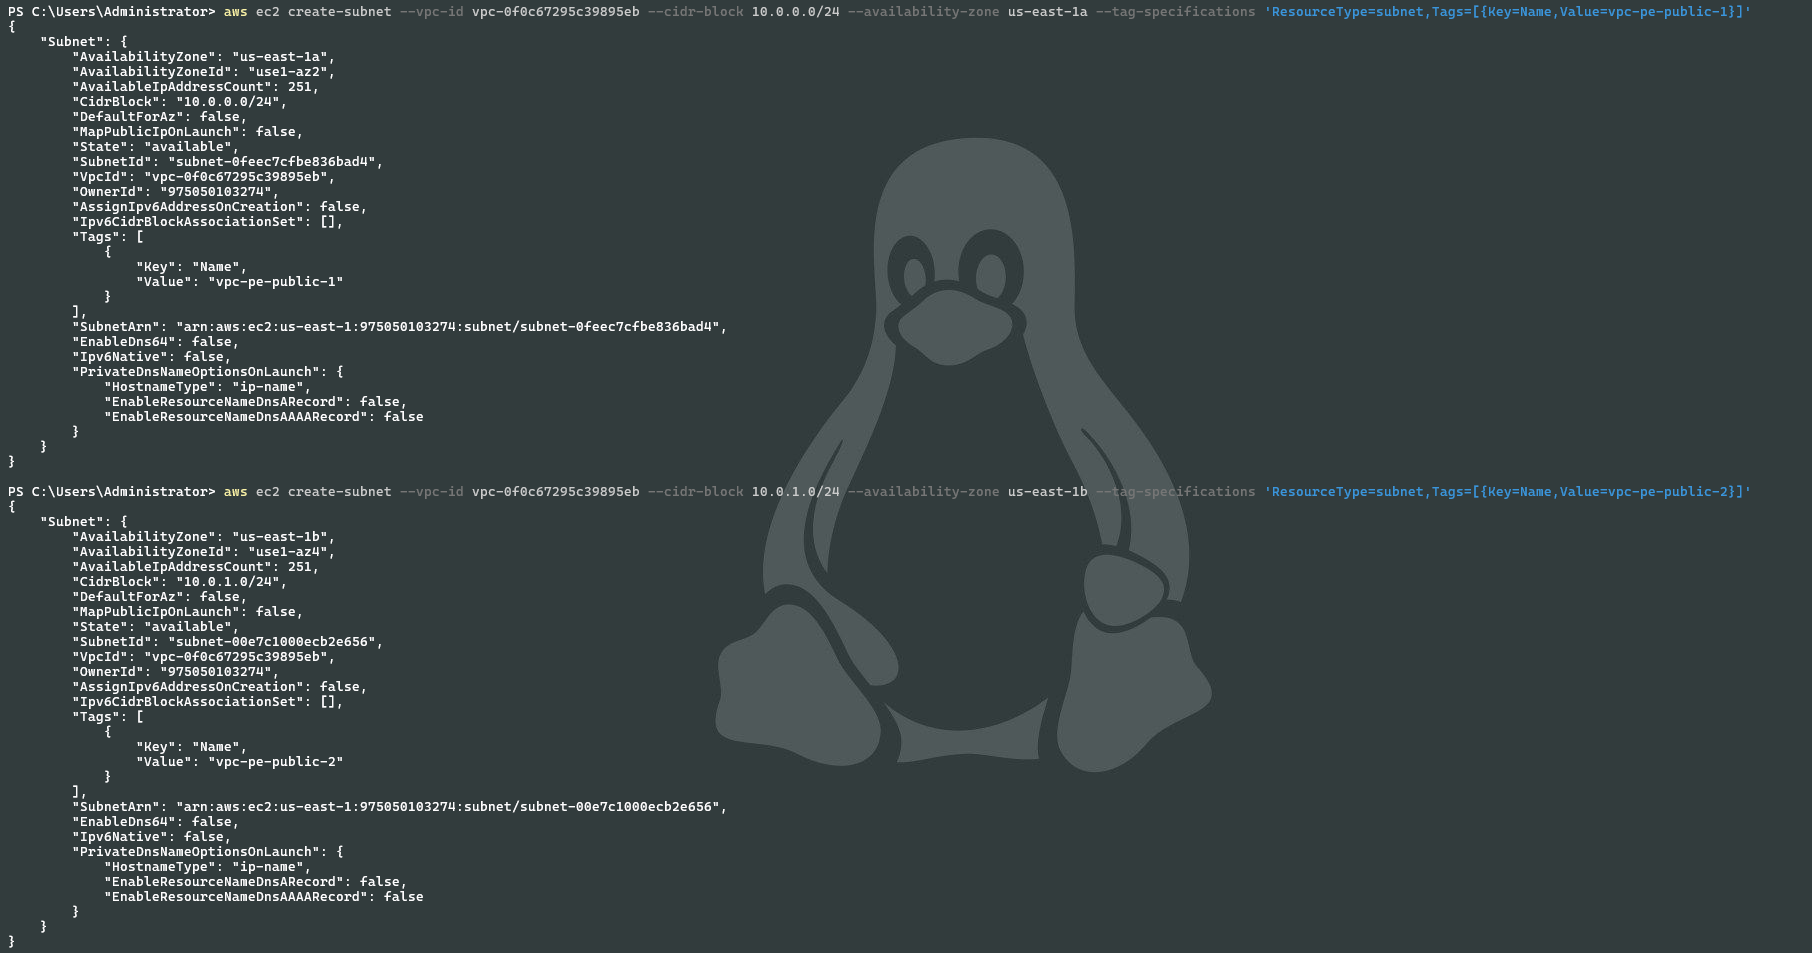 PS C:\Users\Administrator> aws ec2 create-subnet --vpc-id vpc-0f0c67295c39895eb --cidr-block 10.0.0.0/24 --availability-zone us-east-1a --tag-specifications 'ResourceType=subnet,Tags=[{Key=Name,Value=vpc-pe-public-1}]'
{
    "Subnet": {
        "AvailabilityZone": "us-east-1a",
        "AvailabilityZoneId": "use1-az2",
        "AvailableIpAddressCount": 251,
        "CidrBlock": "10.0.0.0/24",
        "DefaultForAz": false,
        "MapPublicIpOnLaunch": false,
        "State": "available",
        "SubnetId": "subnet-0feec7cfbe836bad4",
        "VpcId": "vpc-0f0c67295c39895eb",
        "OwnerId": "975050103274",
        "AssignIpv6AddressOnCreation": false,
        "Ipv6CidrBlockAssociationSet": [],
        "Tags": [
            {
                "Key": "Name",
                "Value": "vpc-pe-public-1"
            }
        ],
        "SubnetArn": "arn:aws:ec2:us-east-1:975050103274:subnet/subnet-0feec7cfbe836bad4",
        "EnableDns64": false,
        "Ipv6Native": false,
        "PrivateDnsNameOptionsOnLaunch": {
            "HostnameType": "ip-name",
            "EnableResourceNameDnsARecord": false,
            "EnableResourceNameDnsAAAARecord": false
        }
    }
}
PS C:\Users\Administrator> aws ec2 create-subnet --vpc-id vpc-0f0c67295c39895eb --cidr-block 10.0.1.0/24 --availability-zone us-east-1b --tag-specifications 'ResourceType=subnet,Tags=[{Key=Name,Value=vpc-pe-public-2}]'
{
    "Subnet": {
        "AvailabilityZone": "us-east-1b",
        "AvailabilityZoneId": "use1-az4",
        "AvailableIpAddressCount": 251,
        "CidrBlock": "10.0.1.0/24",
        "DefaultForAz": false,
        "MapPublicIpOnLaunch": false,
        "State": "available",
        "SubnetId": "subnet-00e7c1000ecb2e656",
        "VpcId": "vpc-0f0c67295c39895eb",
        "OwnerId": "975050103274",
        "AssignIpv6AddressOnCreation": false,
        "Ipv6CidrBlockAssociationSet": [],
        "Tags": [
            {
                "Key": "Name",
                "Value": "vpc-pe-public-2"
            }
        ],
        "SubnetArn": "arn:aws:ec2:us-east-1:975050103274:subnet/subnet-00e7c1000ecb2e656",
        "EnableDns64": false,
        "Ipv6Native": false,
        "PrivateDnsNameOptionsOnLaunch": {
            "HostnameType": "ip-name",
            "EnableResourceNameDnsARecord": false,
            "EnableResourceNameDnsAAAARecord": false
        }
    }
}